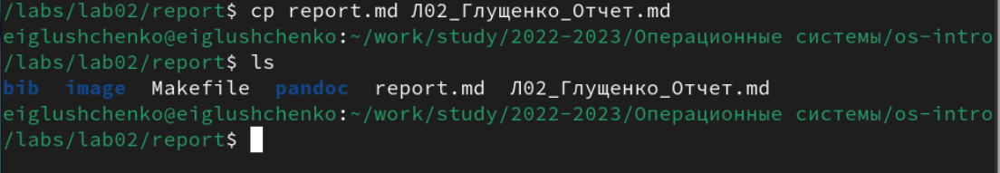 /labs/lab02/report$ cp report.md Л02_Глущенко_Отчет.md
eiglushchenko@eiglushchenko:~/work/study/2022-2023/Операционные системы/os-intro
/labs/lab02/report$ ls
bib  image  Makefile  pandoc  report.md  Л02_Глущенко_Отчет.md
eiglushchenko@eiglushchenko:~/work/study/2022-2023/Операционные системы/os-intro
/labs/lab02/report$